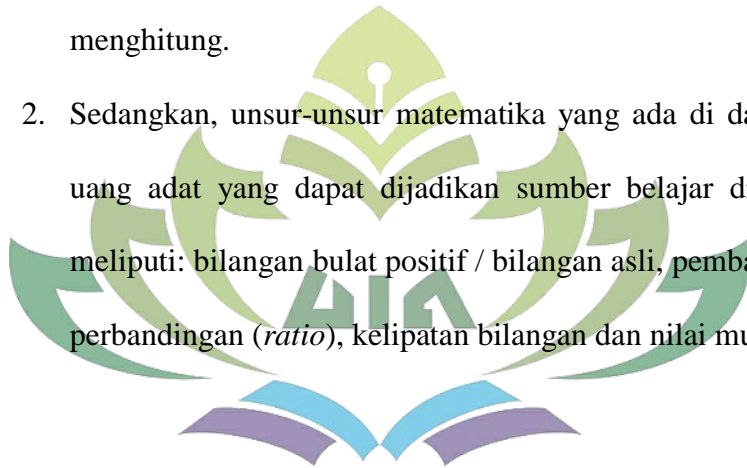 menghitung.
2. Sedangkan, unsur-unsur matematika yang ada di da
uang adat yang dapat dijadikan sumber belajar d
meliputi: bilangan bulat positif / bilangan asli, pemba
UIN
perbandingan (ratio), kelipatan bilangan dan nilai mu